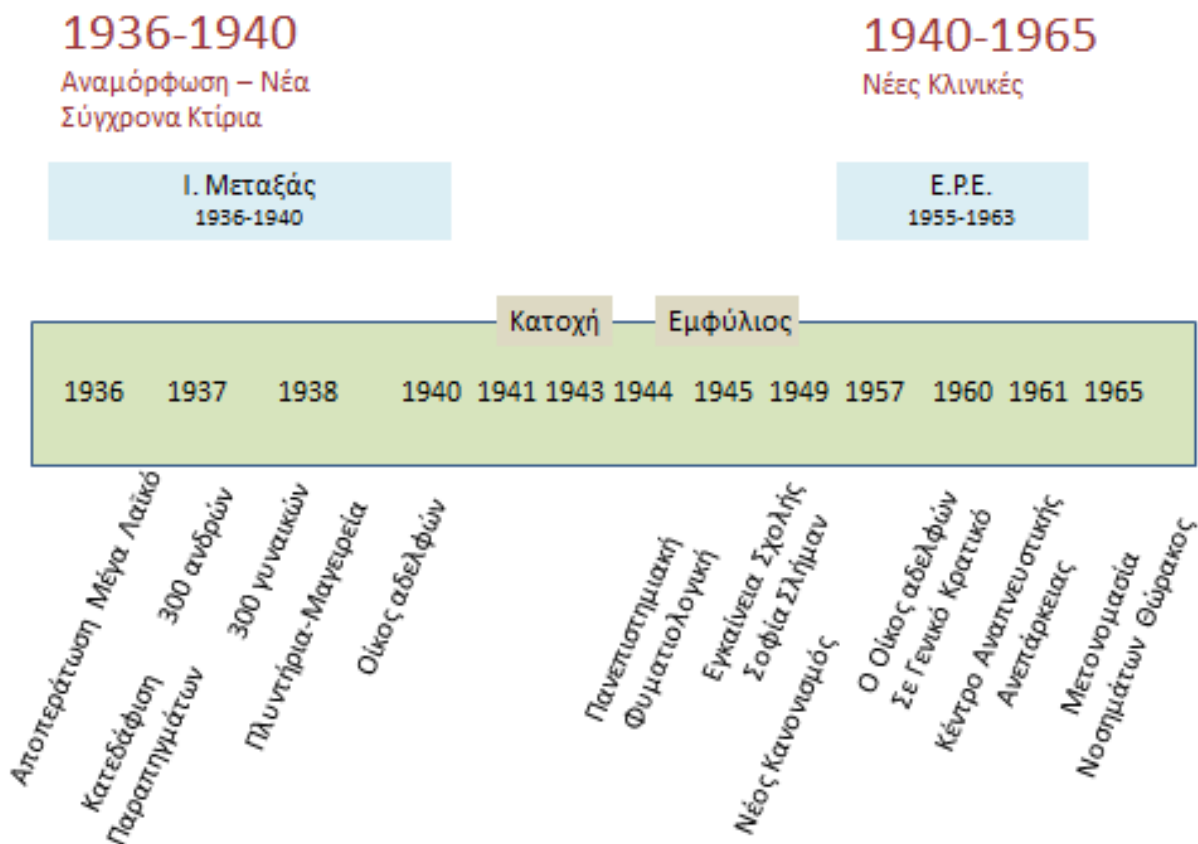 1936-1940
Αναμόρφωση – Νέα
Σύγχρονα Κτίρια
1940-1965
Νέες Κλινικές
Ι. Μεταξάς
1936-1940
Ε.Ρ.Ε.
1955-1963
Κατοχή
Εμφύλιος
1936 1937 1938 1940 1941 1943 1944 1945 1949 1957 1960 1961 1965
Αποπεράτωση Μέγα Λαϊκό
Κατεδάφιση
Παραπηγμάτων
300 ανδρών
300 γυναικών
Πλυντήρια-Μαγειρεία
Οίκος αδελφών
Πανεπιστημιακή
Φυματιολογική
Εγκαίνεια Σχολής
Σοφία Σλήμαν
Νέος Κανονισμός
Ο Οίκος αδελφών
Σε Γενικό Κρατικό
Κέντρο Αναπνευστικής
Ανεπάρκειας
Μετονομασία
Νοσημάτων Θώρακος